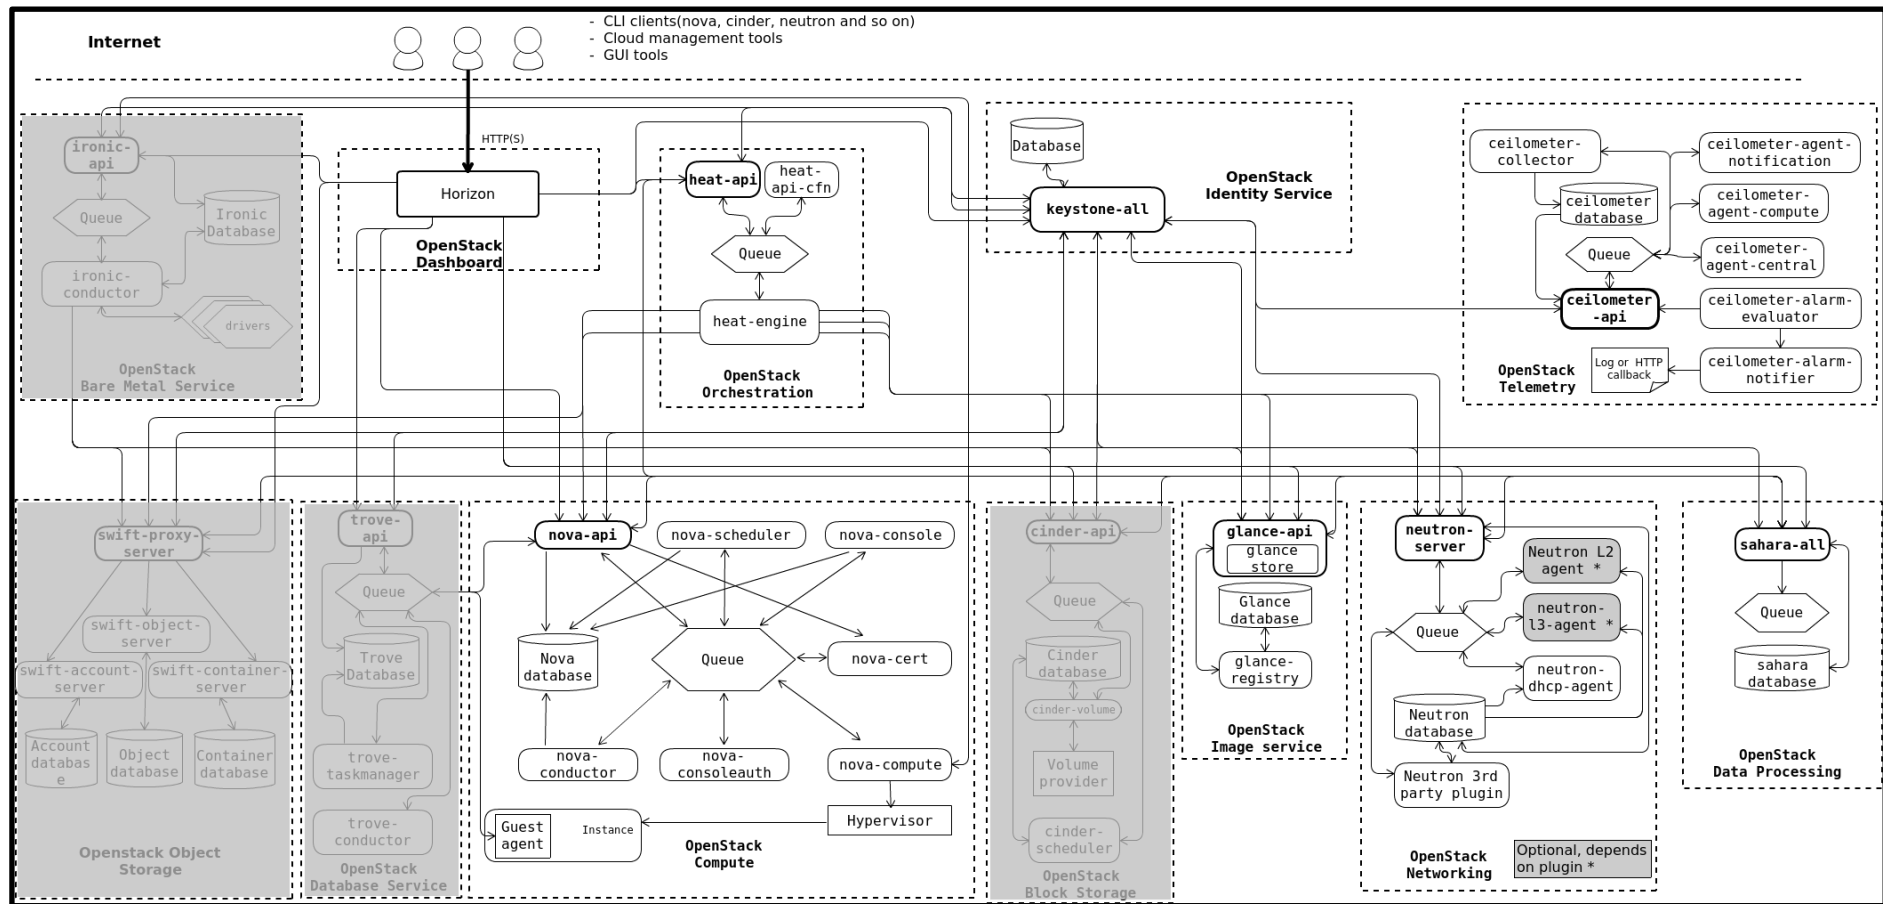 - CLI clients(nova, cinder, neutron and so on)
- Cloud management tools
- GUI tools
Internet
HTTP(S)
ironic-
api
Queue
Ironic
Database
ironic-
conductor
drivers
OpenStack
Bare Metal Service
Horizon
OpenStack
Dashboard
heat-api
heat-
api-cfn
Queue
heat-engine
OpenStack
Orchestration
Database
keystone-all
OpenStack
Identity Service
ceilometer-
collector
ceilometer-agent-
notification
ceilometer
database
ceilometer-
agent-compute
Queue
ceilometer-
agent-central
ceilometer
-api
ceilometer-alarm-
evaluator
Log or HTTP
callback
ceilometer-alarm-
notifier
OpenStack
Telemetry
swift-proxy-
server
swift-object-
server
swift-account-
server
swift-container-
server
Account
databas
e
Object
database
Container
database
Openstack Object
Storage
trove-
api
Queue
Trove
Database
trove-
taskmanager
trove-
conductor
OpenStack
Database Service
nova-api
nova-scheduler
nova-console
Nova
database
Queue
nova-cert
nova-
conductor
nova-
consoleauth
nova-compute
Guest
agent
Instance
Hypervisor
OpenStack
Compute
cinder-api
Queue
Cinder
database
cinder-volume
Volume
provider
cinder-
scheduler
OpenStack
Block Storage
glance-api
glance
store
Glance
database
glance-
registry
OpenStack
Image service
neutron-
server
Neutron L2
agent *
neutron-
l3-agent *
Queue
neutron-
dhcp-agent
Neutron
database
Neutron 3rd
party plugin
OpenStack
Networking
Optional, depends
on plugin *
sahara-all
Queue
sahara
database
OpenStack
Data Processing